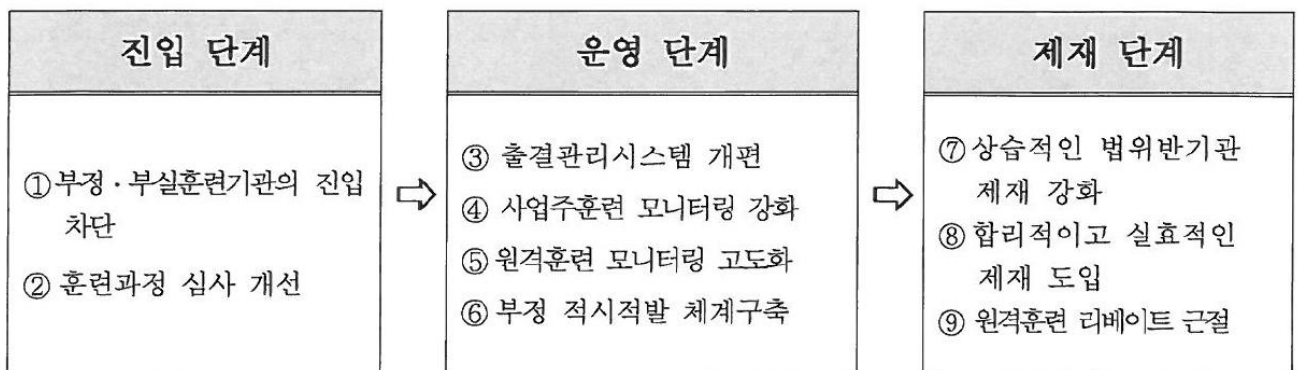 진입 단계
①부정·부실훈련기관의 진입
차단
② 훈련과정 심사 개선
운영 단계
③ 출결관리시스템 개편
④ 사업주훈련 모니터링 강화
⑤원격훈련 모니터링 고도화
⑥ 부정 적시적발 체계구축
제재 단계
⑦상습적인 법위반기관
제재 강화
⑧합리적이고 실효적인
제재 도입
⑨ 원격훈련 리베이트 근절